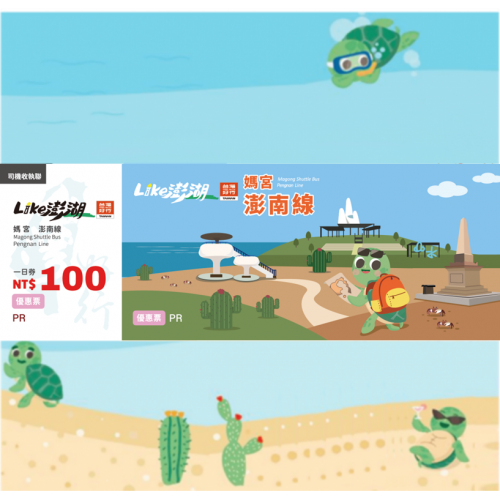 司機收執聯
Like澎湖
台灣好行
TAIWAN
媽宮 澎南線
Magong Shuttle Bus
Pengnan Line
一日券
NT$100
優惠票
PR
Like澎湖
台灣好行
TAIWAN
媽宮
Magong Shuttle Bus
Pengnan Line
澎南線
優惠票 PR